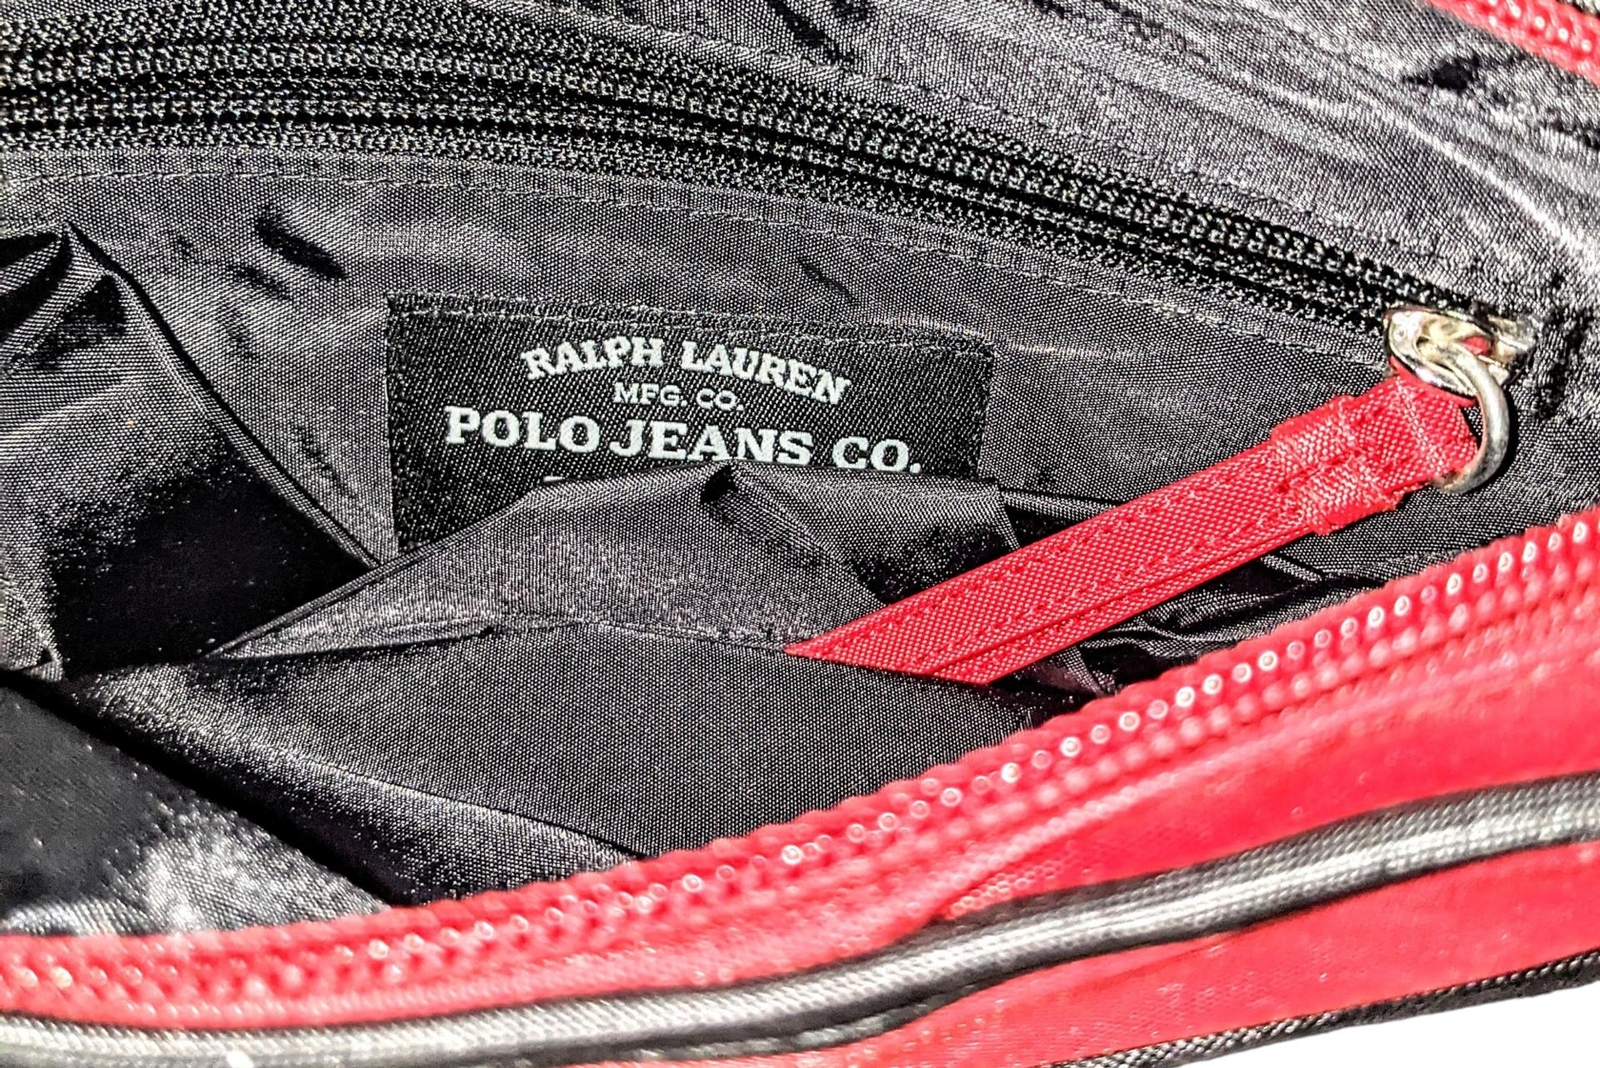 RALPH LAUREN
MFG. CO.
POLO JEANS CO.